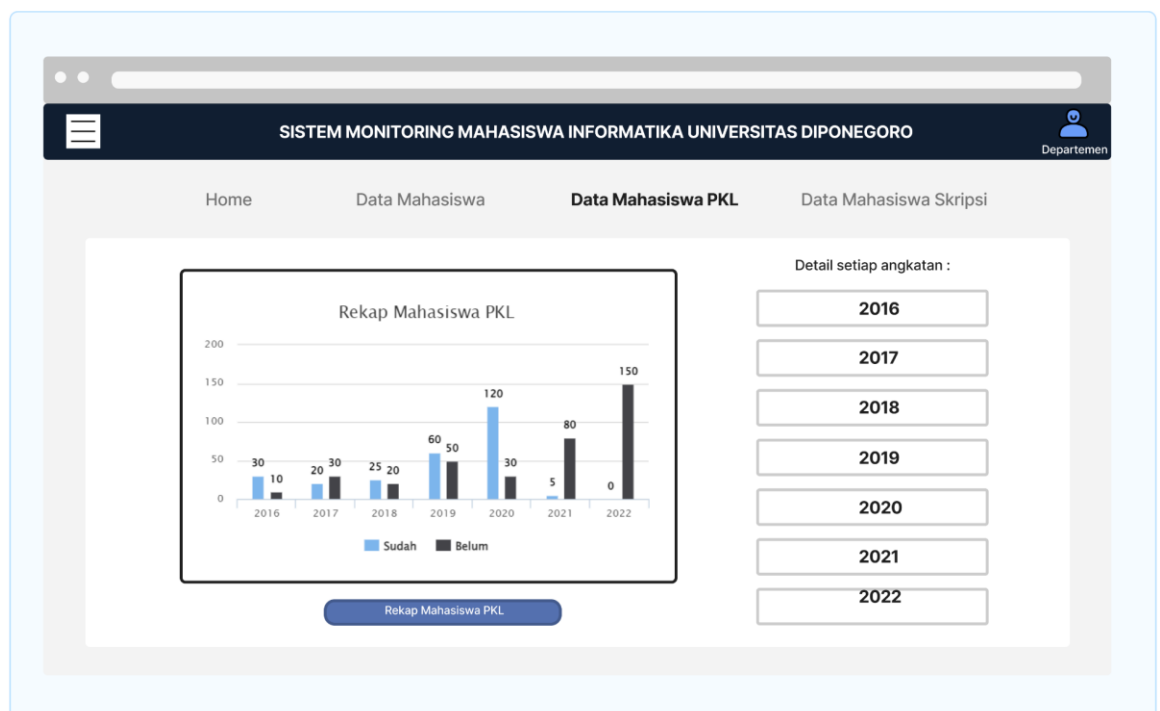 SISTEM MONITORING MAHASISWA INFORMATIKA UNIVERSITAS DIPONEGORO
Departemen
Home Data Mahasiswa Data Mahasiswa PKL Data Mahasiswa Skripsi
Rekap Mahasiswa PKL
200
150
100
50
0
30 10 20 30 25 20 60 50 120 30 5 80 0 150
2016 2017 2018 2019 2020 2021 2022
Sudah Belum
Rekap Mahasiswa PKL
Detail setiap angkatan :
2016
2017
2018
2019
2020
2021
2022